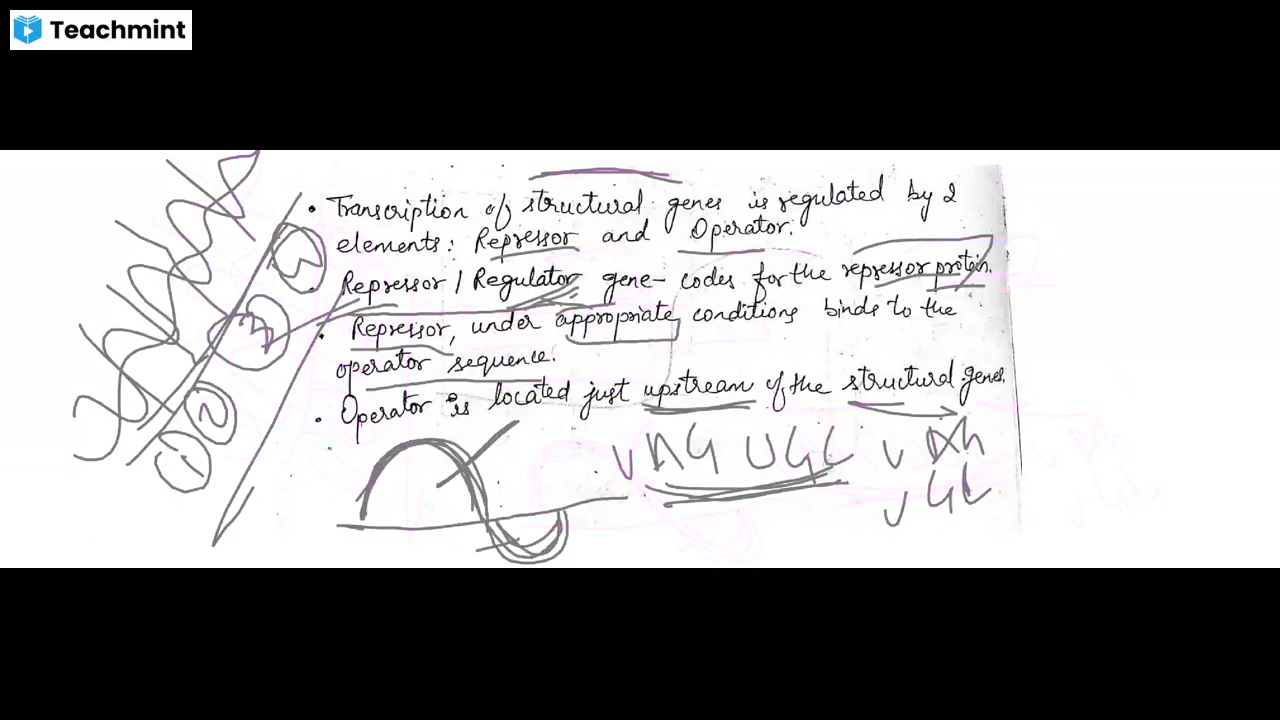 Teachmint
• Transcription of structural genes is regulated by 2
elements: Repressor and Operator.
• Repressor / Regulator gene - codes for the repressor protein.
• Repressor, under appropriate conditions binds to the
operator sequence.
• Operator is located just upstream of the structural genes.